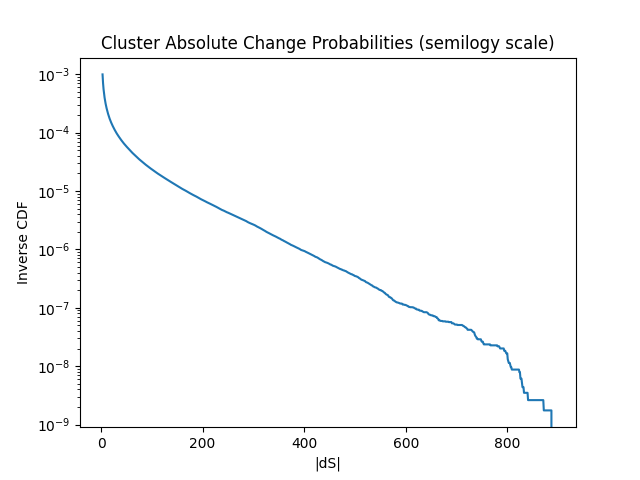 Cluster Absolute Change Probabilities (semilogy scale)
10⁻³
10⁻⁴
10⁻⁵
10⁻⁶
10⁻⁷
10⁻⁸
10⁻⁹
Inverse CDF
0 200 400 600 800
|dS|